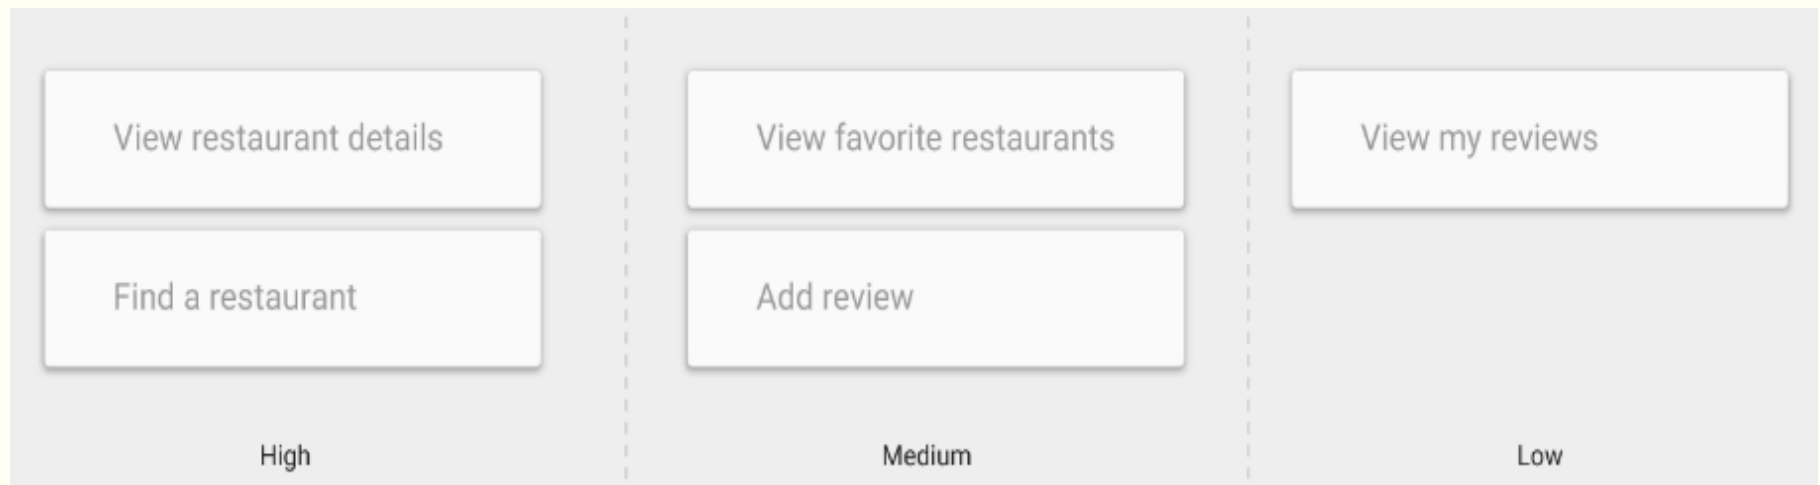 View restaurant details
Find a restaurant
High
View favorite restaurants
Add review
Medium
View my reviews
Low